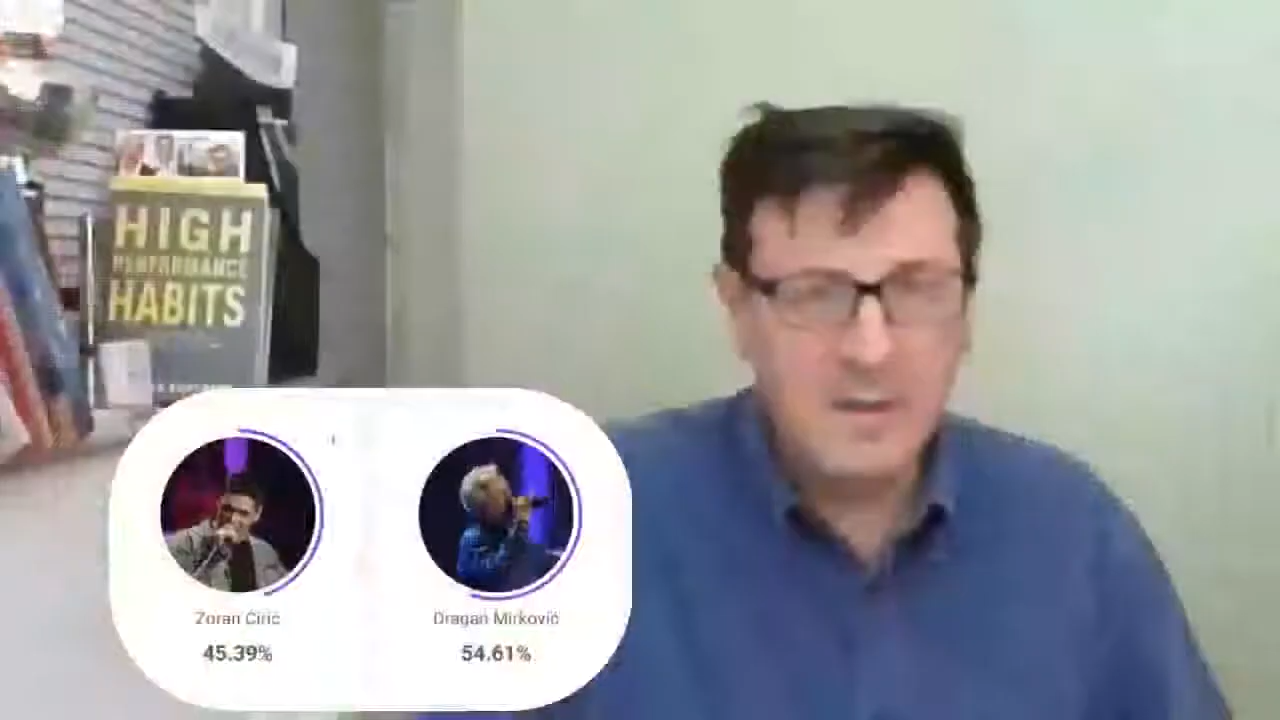 HIGH
PERFORMANCE
HABITS
Zoran Ćirić
Dragan Mirković
45.39%
54.61%